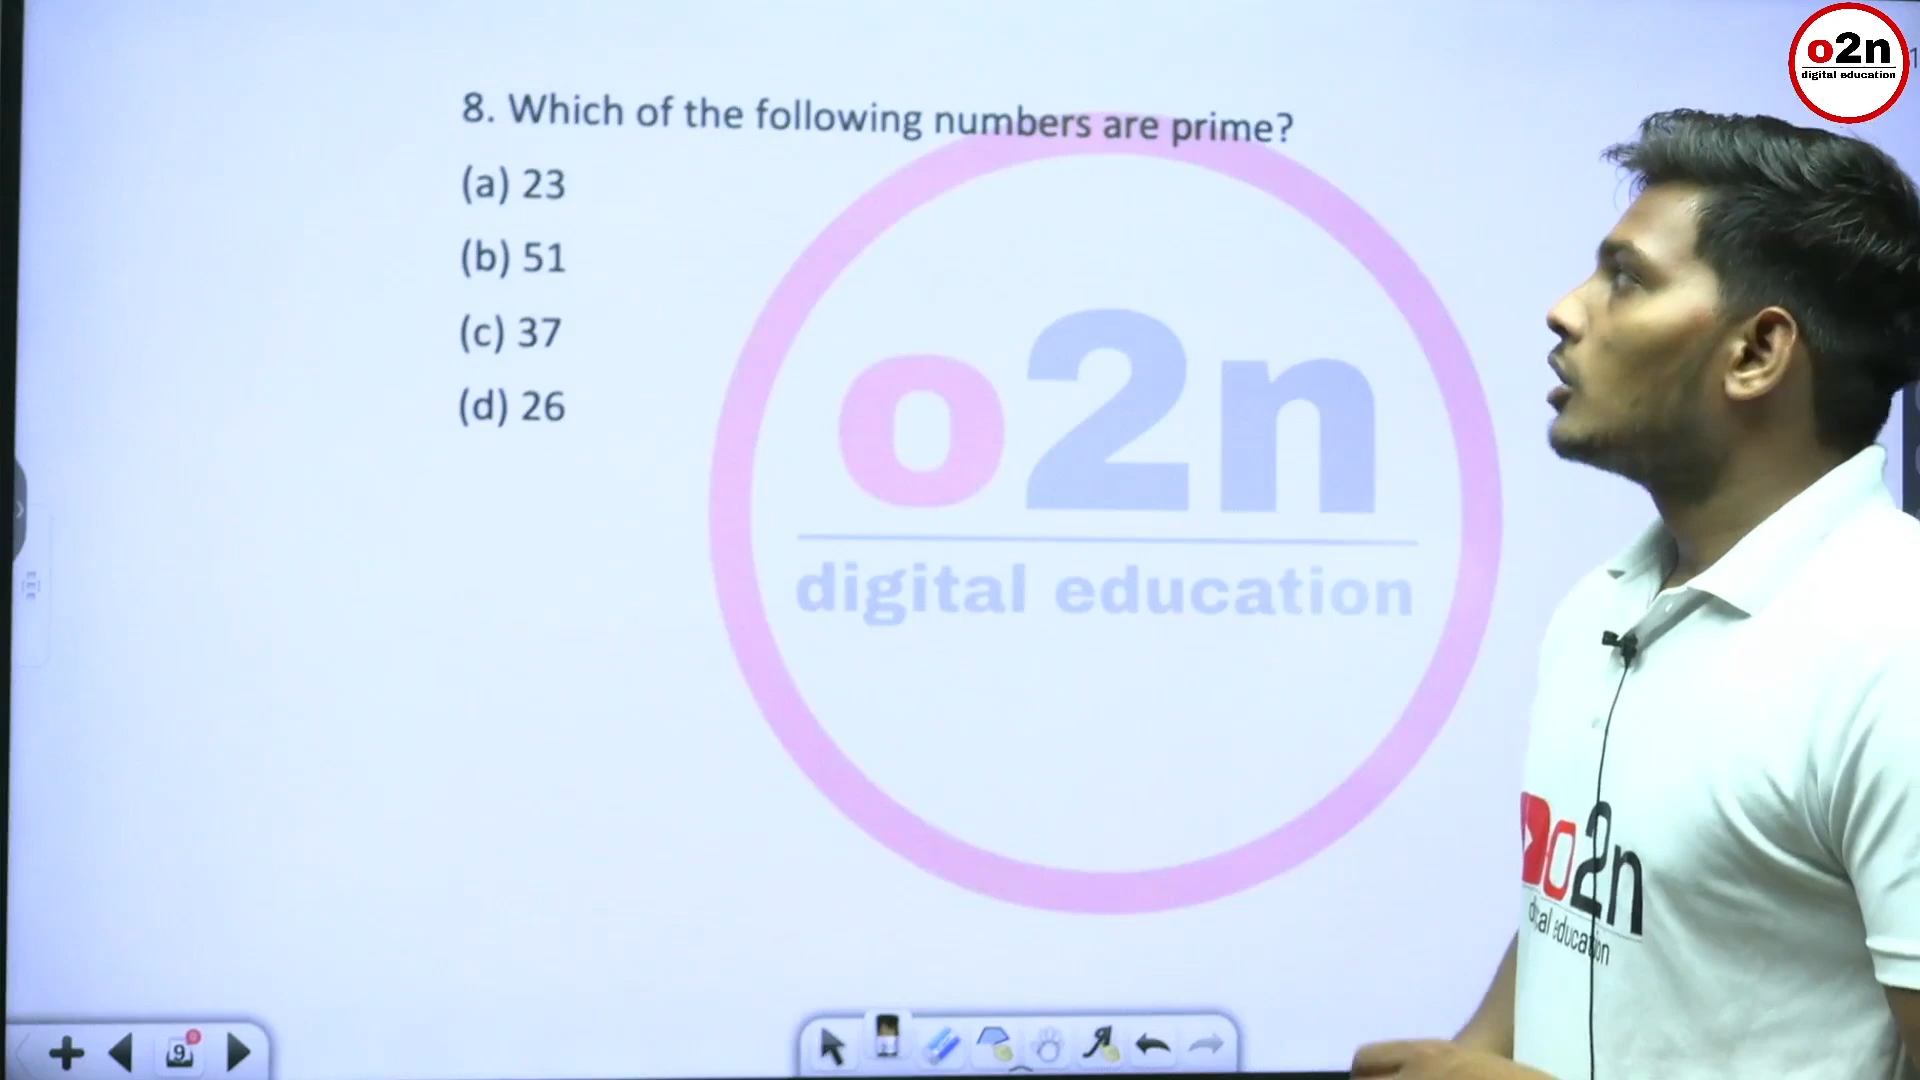 8. Which of the following numbers are prime?
(a) 23
(b) 51
(c) 37
(d) 26
o2n
digital education
o2n
digital education
o2n
9